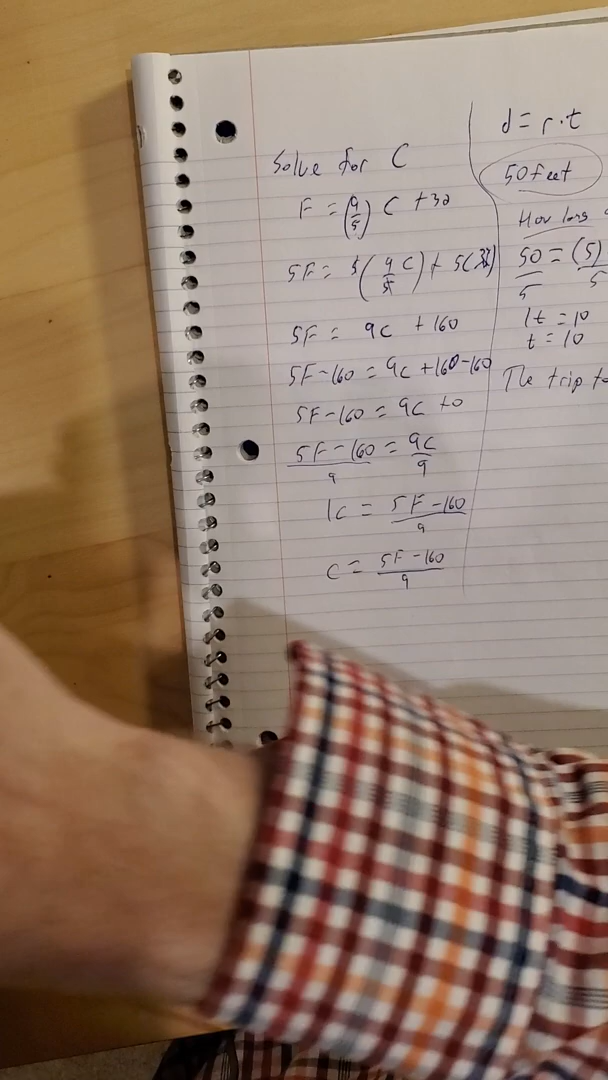 Solve for C
F = (9/5) C + 32
5F = 5(9C/5) + 5(32)
5F = 9C + 160
5F - 160 = 9C + 160 - 160
5F - 160 = 9C + 0
5F - 160/9 = 9C/9
1C = 5F - 160/9
C = 5F - 160/9
d = r·t
50 feet
How long
50/5 = (5)/5
1t = 10
t = 10
The trip